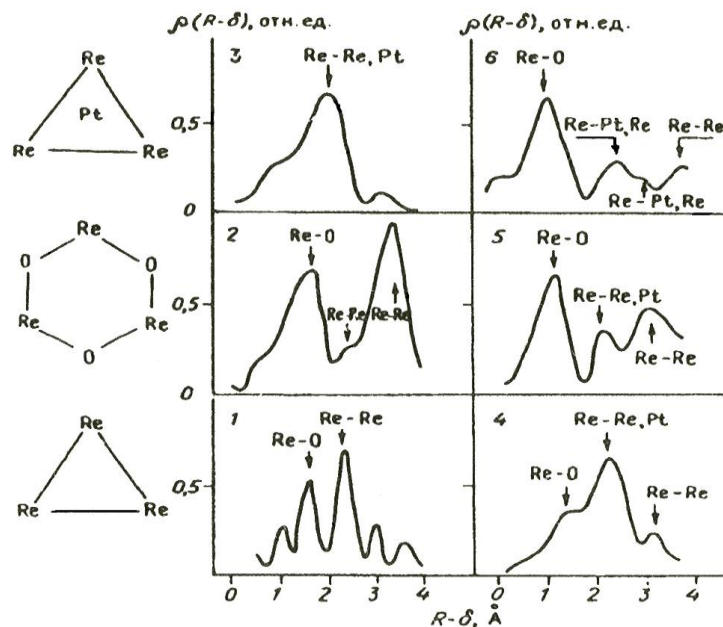 ρ(R-δ), отн.ед.
ρ(R-δ), отн.ед.
Re
Pt
Re Re
3
Re-Re, Pt
0,5
0
6
Re-O
Re-Pt, Re
Re-Re
Re-Pt, Re
Re
O O
Re Re
O
2
Re-O
Re-Re
Re-Re
0,5
0
5
Re-O
Re-Re, Pt
Re-Re
Re
Re Re
1
Re-O
Re-Re
0,5
4
Re-O
Re-Re, Pt
Re-Re
0 1 2 3 4
0 1 2 3 4
R-δ, Å